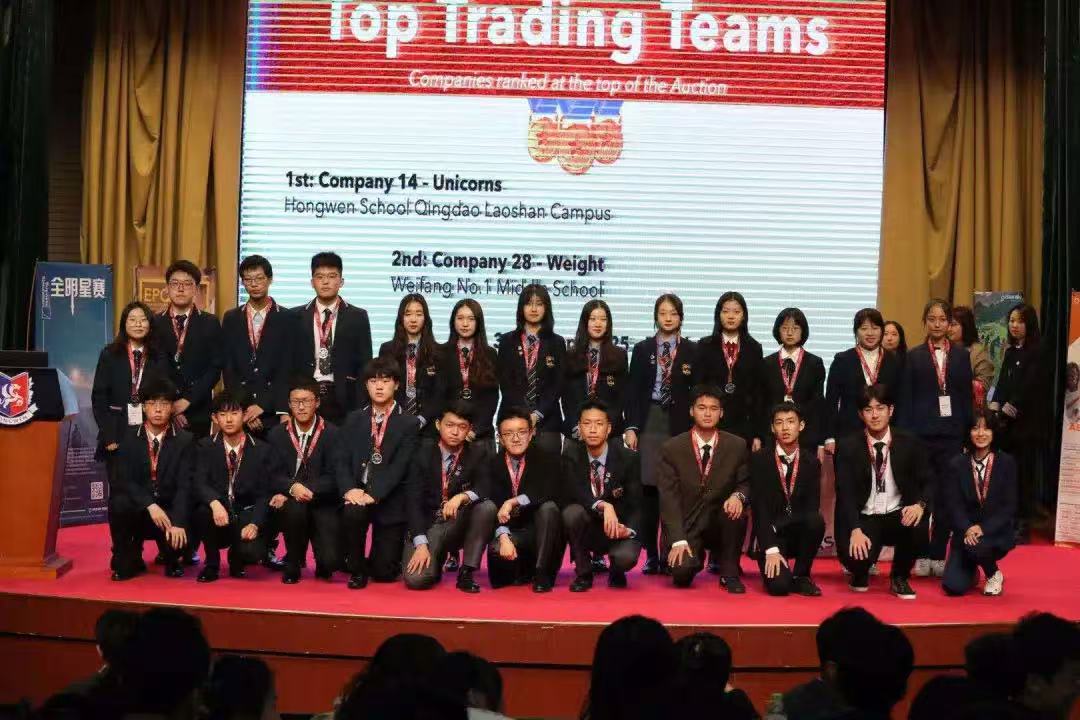 Top Trading Teams
Companies ranked at the top of the Auction
1st: Company 14 - Unicorns
Hongwen School Qingdao Laoshan Campus
2nd: Company 28 - Weight
Weifang No.1 Middle School
全明星赛